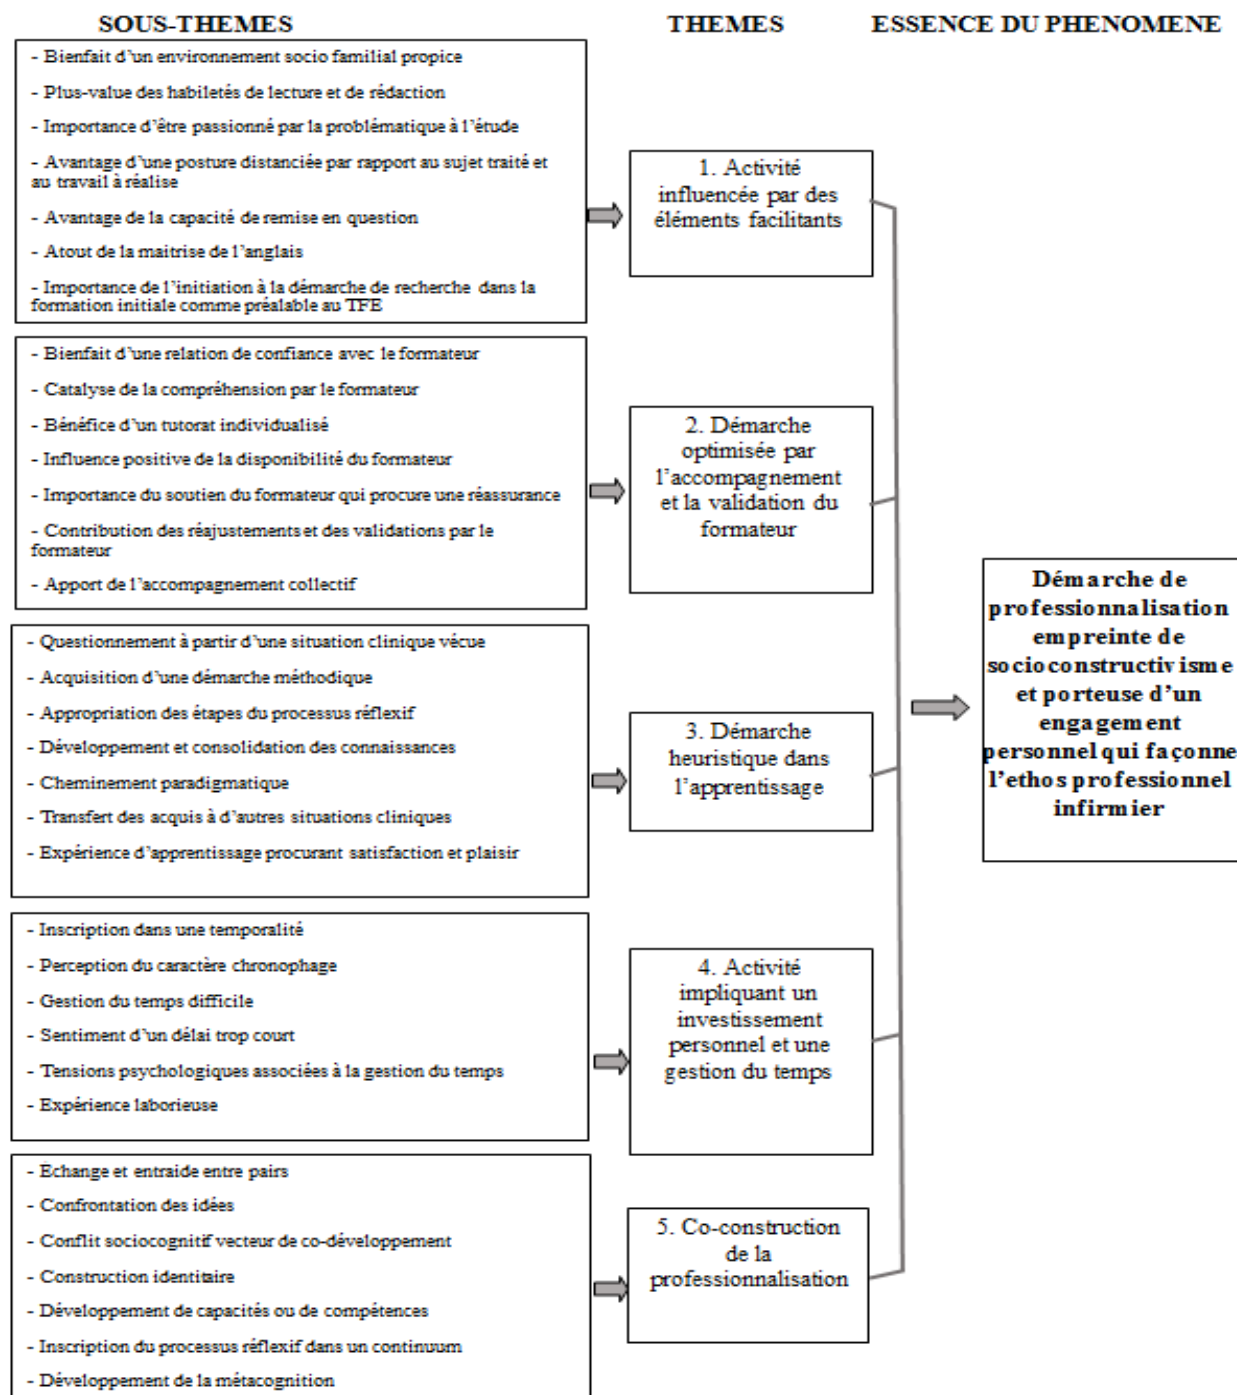 SOUS-THEMES
THEMES
ESSENCE DU PHENOMENE
- Bienfait d’un environnement socio familial propice
- Plus-value des habiletés de lecture et de rédaction
- Importance d’être passionné par la problématique à l’étude
- Avantage d’une posture distanciée par rapport au sujet traité et
au travail à réalise
- Avantage de la capacité de remise en question
- Atout de la maitrise de l’anglais
- Importance de l’initiation à la démarche de recherche dans la
formation initiale comme préalable au TFE
1. Activité
influencée par des
éléments facilitants
- Bienfait d’une relation de confiance avec le formateur
- Catalyse de la compréhension par le formateur
- Bénéfice d’un tutorat individualisé
- Influence positive de la disponibilité du formateur
- Importance du soutien du formateur qui procure une réassurance
- Contribution des réajustements et des validations par le
formateur
- Apport de l’accompagnement collectif
2. Démarche
optimisée par
l’accompagnement
et la validation du
formateur
- Questionnement à partir d’une situation clinique vécue
- Acquisition d’une démarche méthodique
- Appropriation des étapes du processus réflexif
- Développement et consolidation des connaissances
- Cheminement paradigmatique
- Transfert des acquis à d’autres situations cliniques
- Expérience d’apprentissage procurant satisfaction et plaisir
3. Démarche
heuristique dans
l’apprentissage
- Inscription dans une temporalité
- Perception du caractère chronophage
- Gestion du temps difficile
- Sentiment d’un délai trop court
- Tensions psychologiques associées à la gestion du temps
- Expérience laborieuse
4. Activité
impliquant un
investissement
personnel et une
gestion du temps
- Echange et entraide entre pairs
- Confrontation des idées
- Conflit sociocognitif vecteur de co-développement
- Construction identitaire
- Développement de capacités ou de compétences
- Inscription du processus réflexif dans un continuum
- Développement de la métacognition
5. Co-construction
de la
professionnalisation
Démarche de
professionnalisation
empreinte de
socioconstructivisme
et porteuse d’un
engagement
personnel qui façonne
l’ethos professionnel
infirmier